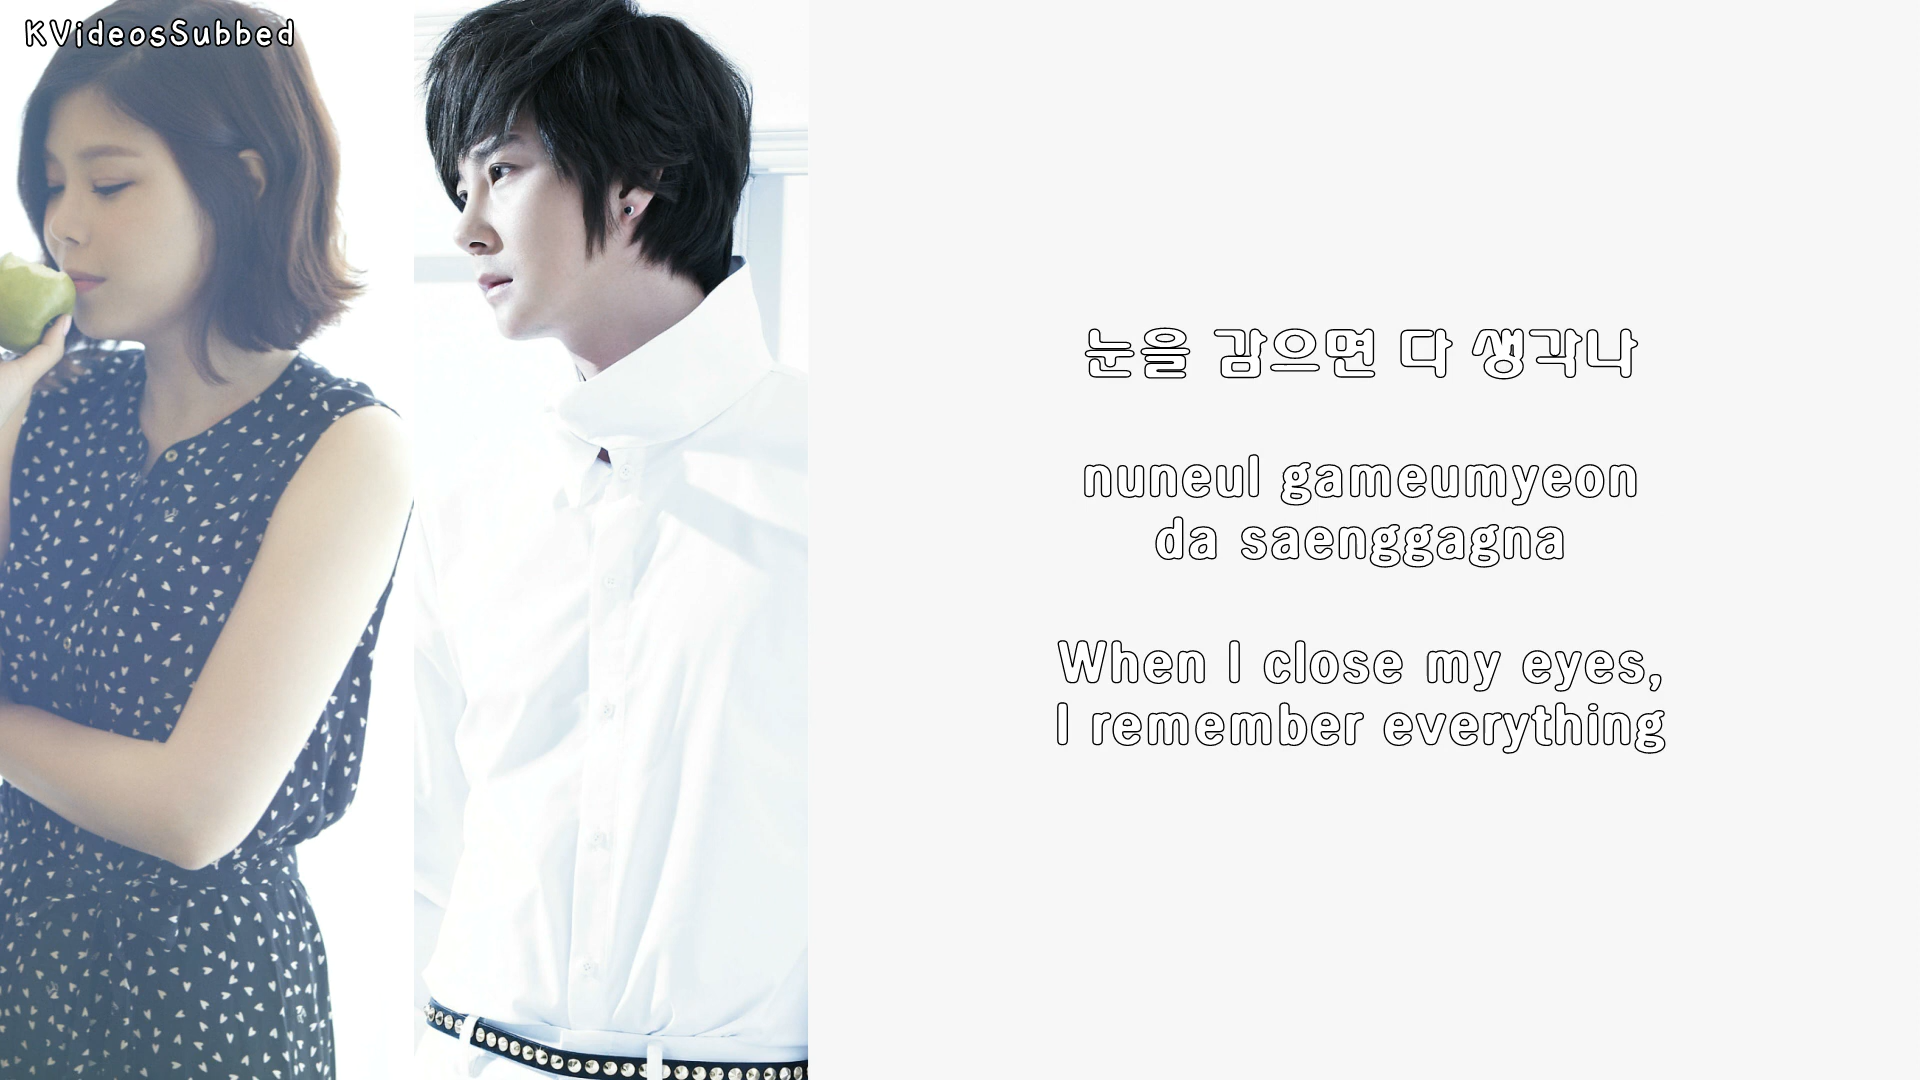 KVideosSubbed
눈을 감으면 다 생각나
nuneul gameumyeon
da saenggagna
When I close my eyes,
I remember everything